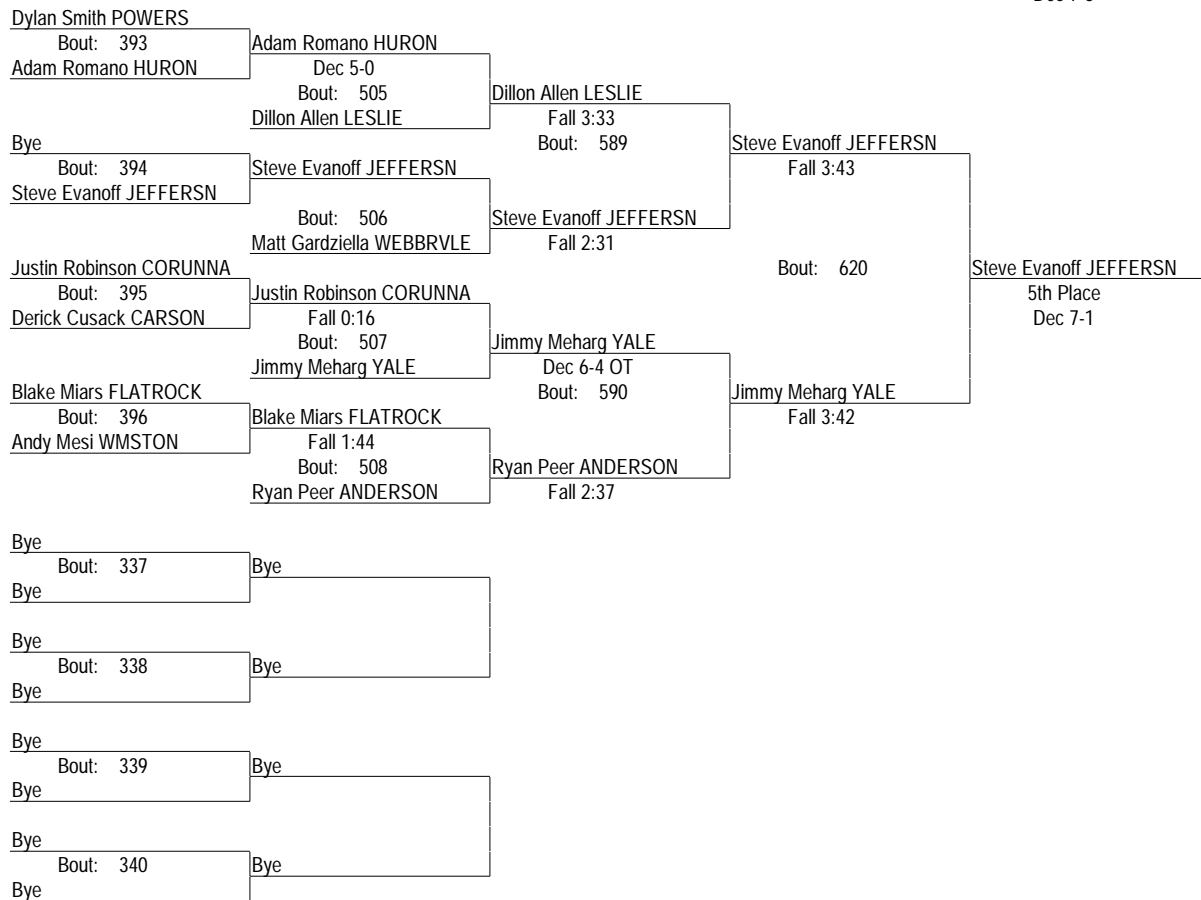 Dylan Smith POWERS
Bout: 393
Adam Romano HURON
Adam Romano HURON
Dec 5-0
Bout: 505
Dillon Allen LESLIE
Dillon Allen LESLIE
Fall 3:33
Bout: 589
Bye
Bout: 394
Steve Evanoff JEFFERSN
Steve Evanoff JEFFERSN
Bout: 506
Matt Gardziella WEBBRVLE
Steve Evanoff JEFFERSN
Fall 2:31
Steve Evanoff JEFFERSN
Fall 3:43
Justin Robinson CORUNNA
Bout: 395
Derick Cusack CARSON
Justin Robinson CORUNNA
Fall 0:16
Bout: 507
Jimmy Meharg YALE
Jimmy Meharg YALE
Dec 6-4 OT
Bout: 590
Blake Miars FLATROCK
Bout: 396
Andy Mesi WMSTON
Blake Miars FLATROCK
Fall 1:44
Bout: 508
Ryan Peer ANDERSON
Ryan Peer ANDERSON
Fall 2:37
Jimmy Meharg YALE
Fall 3:42
Bout: 620
Steve Evanoff JEFFERSN
5th Place
Dec 7-1
Bye
Bout: 337
Bye
Bye
Bye
Bout: 338
Bye
Bye
Bye
Bout: 339
Bye
Bye
Bye
Bout: 340
Bye
Bye